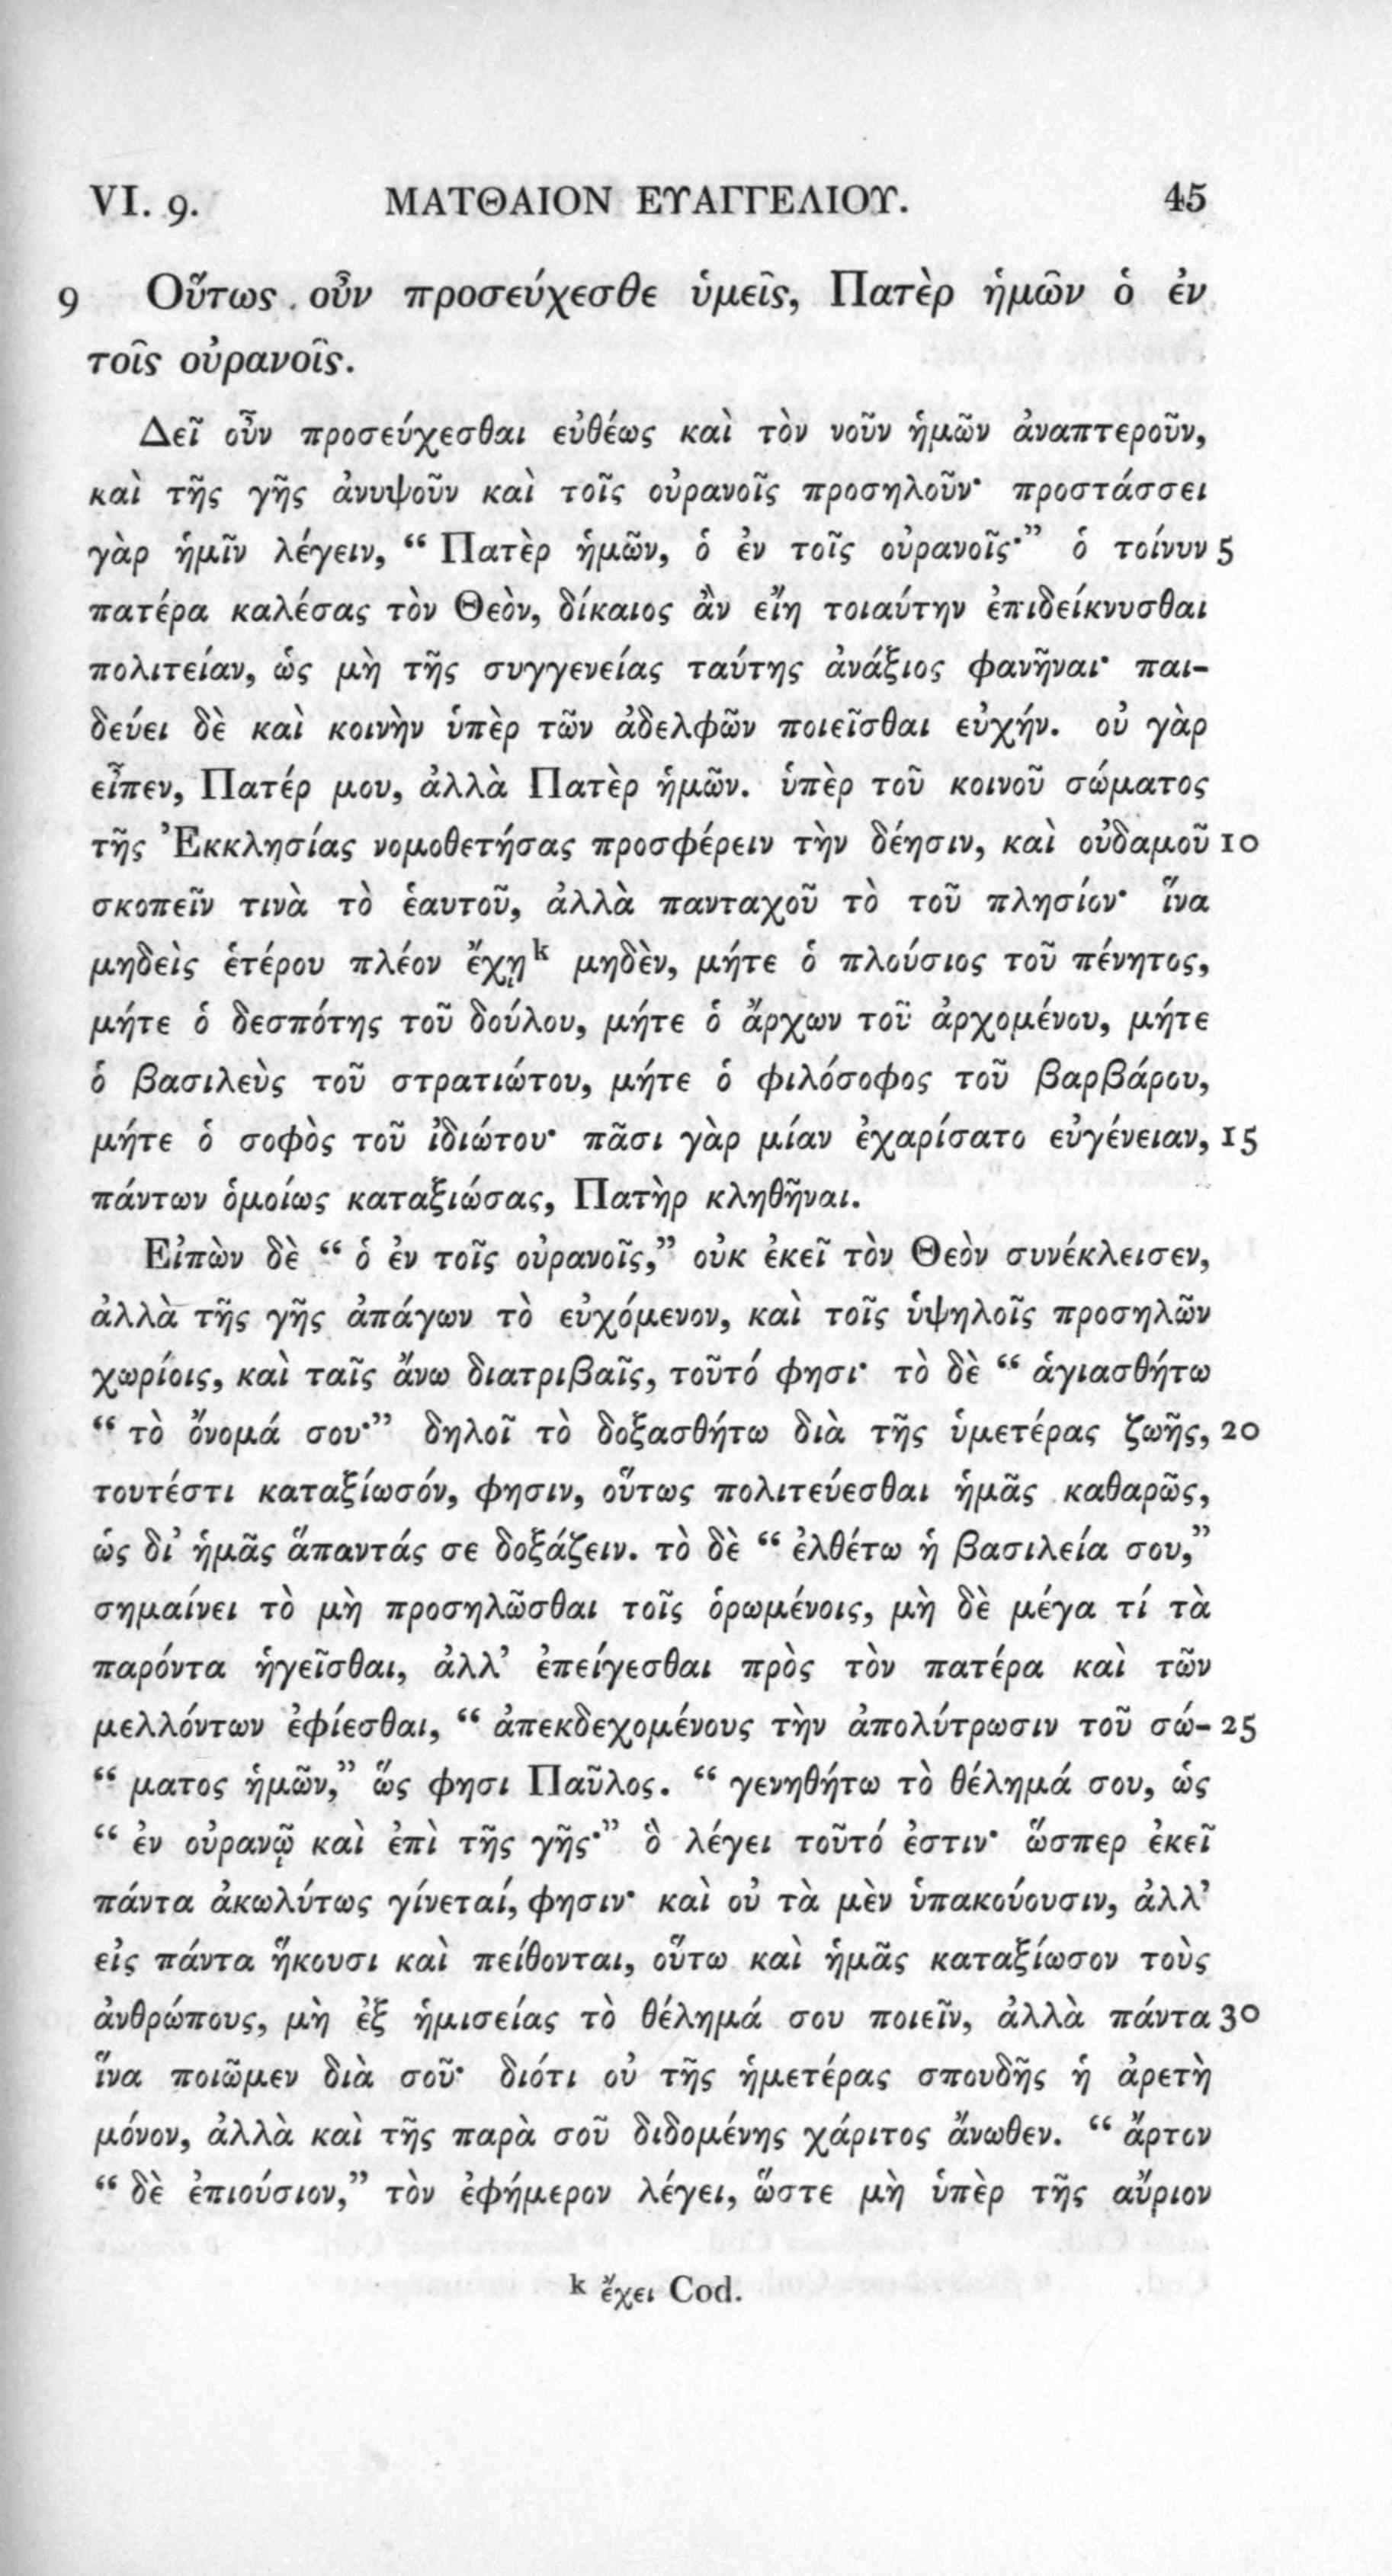 VI. 9. ΜΑΤΘΑΙΟΝ ΕΥΑΓΓΕΛΙΟΥ. 45
9 Οὕτως . οὖν προσεύχεσθε ὑμεῖς, Πατὲρ ἡμῶν ὁ ἐν
τοῖς οὐρανοῖς.
Δεῖ οὖν προσεύχεσθαι εὐθέως καὶ τὸν νοῦν ἡμῶν ἀναπτεροῦν,
καὶ τῆς γῆς ἀνυψοῦν καὶ τοῖς οὐρανοῖς προσηλοῦν· προστάσσει
γὰρ ἡμῖν λέγειν, “ Πατὲρ ἡμῶν, ὁ ἐν τοῖς οὐρανοῖς·” ὁ τοίνυν 5
πατέρα καλέσας τὸν Θεὸν, δίκαιος ἂν εἴη τοιαύτην ἐπιδείκνυσθαι
πολιτείαν, ὡς μὴ τῆς συγγενείας ταύτης ἀνάξιος φανῆναι· παι-
δεύει δὲ καὶ κοινὴν ὑπὲρ τῶν ἀδελφῶν ποιεῖσθαι εὐχήν. οὐ γὰρ
εἶπεν, Πατέρ μου, ἀλλὰ Πατὲρ ἡμῶν. ὑπὲρ τοῦ κοινοῦ σώματος
τῆς Ἐκκλησίας νομοθετήσας προσφέρειν τὴν δέησιν, καὶ οὐδαμοῦ 10
σκοπεῖν τινὰ τὸ ἑαυτοῦ, ἀλλὰ πανταχοῦ τὸ τοῦ πλησίον· ἵνα
μηδεὶς ἑτέρου πλέον ἔχῃ k μηδὲν, μήτε ὁ πλούσιος τοῦ πένητος,
μήτε ὁ δεσπότης τοῦ δούλου, μήτε ὁ ἄρχων τοῦ ἀρχομένου, μήτε
ὁ βασιλεὺς τοῦ στρατιώτου, μήτε ὁ φιλόσοφος τοῦ βαρβάρου,
μήτε ὁ σοφὸς τοῦ ἰδιώτου· πᾶσι γὰρ μίαν ἐχαρίσατο εὐγένειαν, 15
πάντων ὁμοίως καταξιώσας, Πατὴρ κληθῆναι.
Εἰπὼν δὲ “ ὁ ἐν τοῖς οὐρανοῖς,” οὐκ ἐκεῖ τὸν Θεὸν συνέκλεισεν,
ἀλλὰ τῆς γῆς ἀπάγων τὸ εὐχόμενον, καὶ τοῖς ὑψηλοῖς προσηλῶν
χωρίοις, καὶ ταῖς ἄνω διατριβαῖς, τοῦτό φησι· τὸ δὲ “ ἁγιασθήτω
“ τὸ ὄνομά σου·” δηλοῖ τὸ δοξασθήτω διὰ τῆς ὑμετέρας ζωῆς, 20
τουτέστι καταξίωσόν, φησιν, οὕτως πολιτεύεσθαι ἡμᾶς καθαρῶς,
ὡς δι’ ἡμᾶς ἅπαντάς σε δοξάζειν. τὸ δὲ “ ἐλθέτω ἡ βασιλεία σου,”
σημαίνει τὸ μὴ προσηλῶσθαι τοῖς ὁρωμένοις, μὴ δὲ μέγα τί τὰ
παρόντα ἡγεῖσθαι, ἀλλ’ ἐπείγεσθαι πρὸς τὸν πατέρα καὶ τῶν
μελλόντων ἐφίεσθαι, “ ἀπεκδεχομένους τὴν ἀπολύτρωσιν τοῦ σώ- 25
“ ματος ἡμῶν,” ὥς φησι Παῦλος. “ γενηθήτω τὸ θέλημά σου, ὡς
“ ἐν οὐρανῷ καὶ ἐπὶ τῆς γῆς·” ὃ λέγει τοῦτό ἐστιν· ὥσπερ ἐκεῖ
πάντα ἀκωλύτως γίνεταί, φησιν· καὶ οὐ τὰ μὲν ὑπακούουσιν, ἀλλ’
εἰς πάντα ἥκουσι καὶ πείθονται, οὕτω καὶ ἡμᾶς καταξίωσον τοὺς
ἀνθρώπους, μὴ ἐξ ἡμισείας τὸ θέλημά σου ποιεῖν, ἀλλὰ πάντα 30
ἵνα ποιῶμεν διὰ σοῦ· διότι οὐ τῆς ἡμετέρας σπουδῆς ἡ ἀρετὴ
μόνον, ἀλλὰ καὶ τῆς παρὰ σοῦ διδομένης χάριτος ἄνωθεν. “ ἄρτον
“ δὲ ἐπιούσιον,” τὸν ἐφήμερον λέγει, ὥστε μὴ ὑπὲρ τῆς αὔριον
k ἔχει Cod.